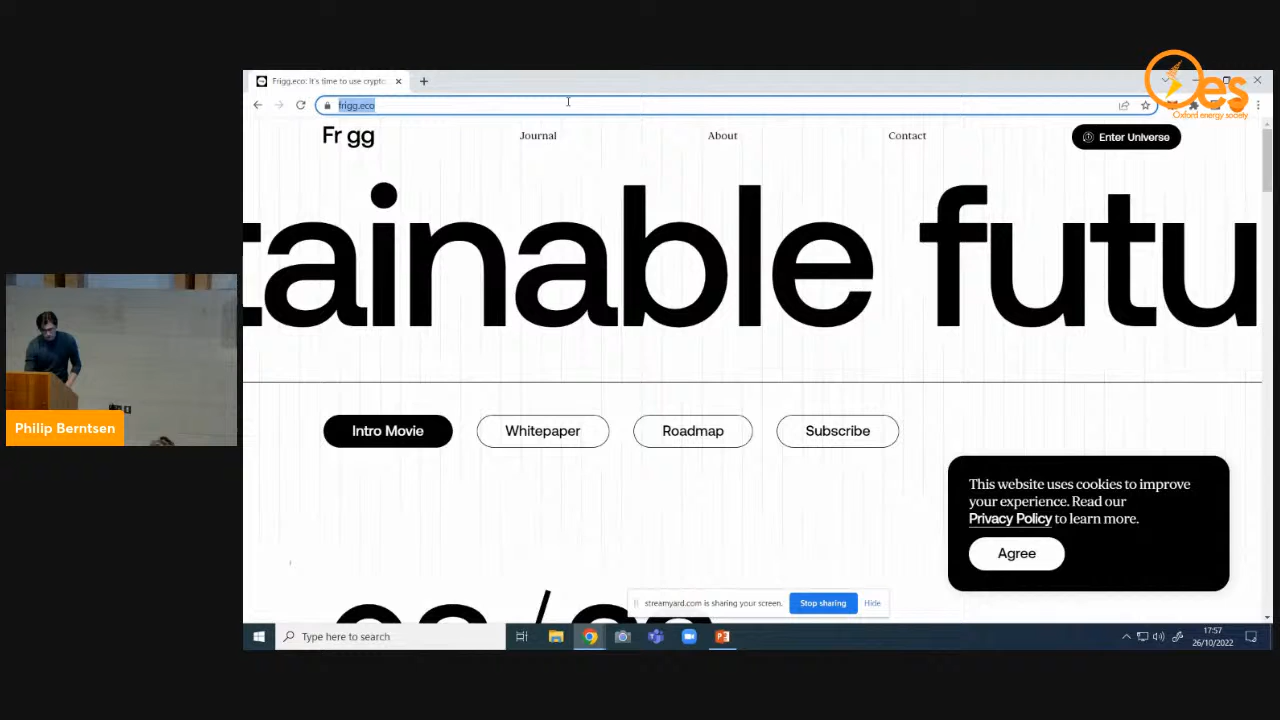 Oes
Oxford energy society
Frigg.eco: It's time to use crypto
frigg.eco
Fr gg
Journal
About
Contact
Enter Universe
tainable futu
Intro Movie
Whitepaper
Roadmap
Subscribe
Philip Berntsen
This website uses cookies to improve
your experience. Read our
Privacy Policy to learn more.
Agree
streamyard.com is sharing your screen.
Stop sharing
Hide
Type here to search
17:57
26/10/2022